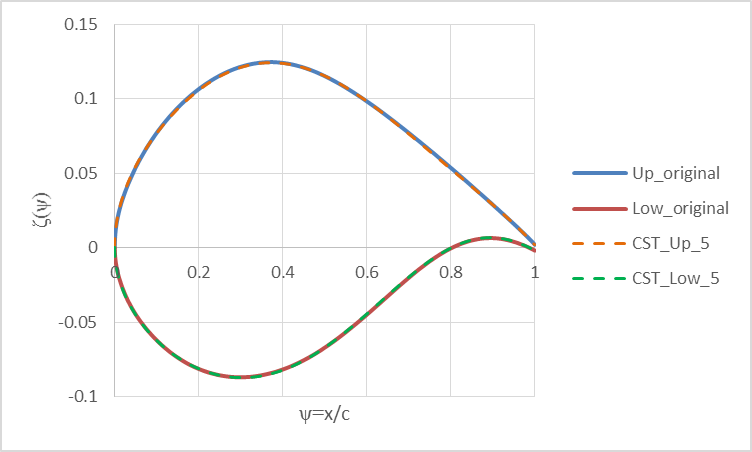 0.15
0.1
0.05
0
-0.05
-0.1
0 0.2 0.4 0.6 0.8 1
ζ(ψ)
ψ=x/c
Up_original
Low_original
CST_Up_5
CST_Low_5